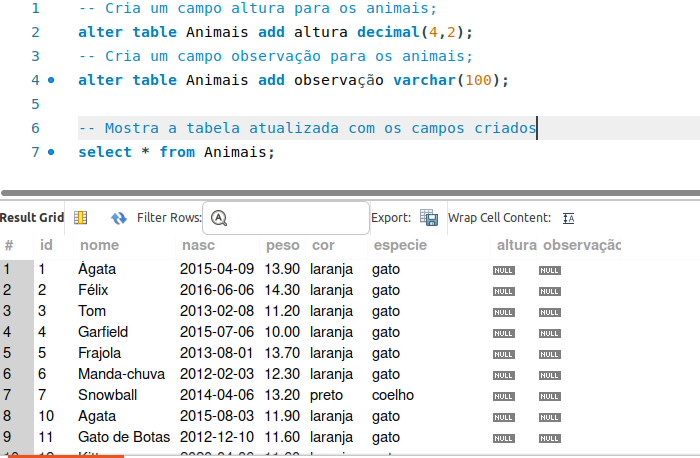 1 -- Cria um campo altura para os animais;
2 alter table Animais add altura decimal(4,2);
3 -- Cria um campo observação para os animais;
4 alter table Animais add observação varchar(100);
5
6 -- Mostra a tabela atualizada com os campos criados
7 select * from Animais;
Result Grid Filter Rows: Export: Wrap Cell Content:
# id nome nasc peso cor especie altura observação
1 1 Ágata 2015-04-09 13.90 laranja gato NULL NULL
2 2 Félix 2016-06-06 14.30 laranja gato NULL NULL
3 3 Tom 2013-02-08 11.20 laranja gato NULL NULL
4 4 Garfield 2015-07-06 10.00 laranja gato NULL NULL
5 5 Frajola 2013-08-01 13.70 laranja gato NULL NULL
6 6 Manda-chuva 2012-02-03 12.30 laranja gato NULL NULL
7 7 Snowball 2014-04-06 13.20 preto coelho NULL NULL
8 10 Agata 2015-08-03 11.90 laranja gato NULL NULL
9 11 Gato de Botas 2012-12-10 11.60 laranja gato NULL NULL